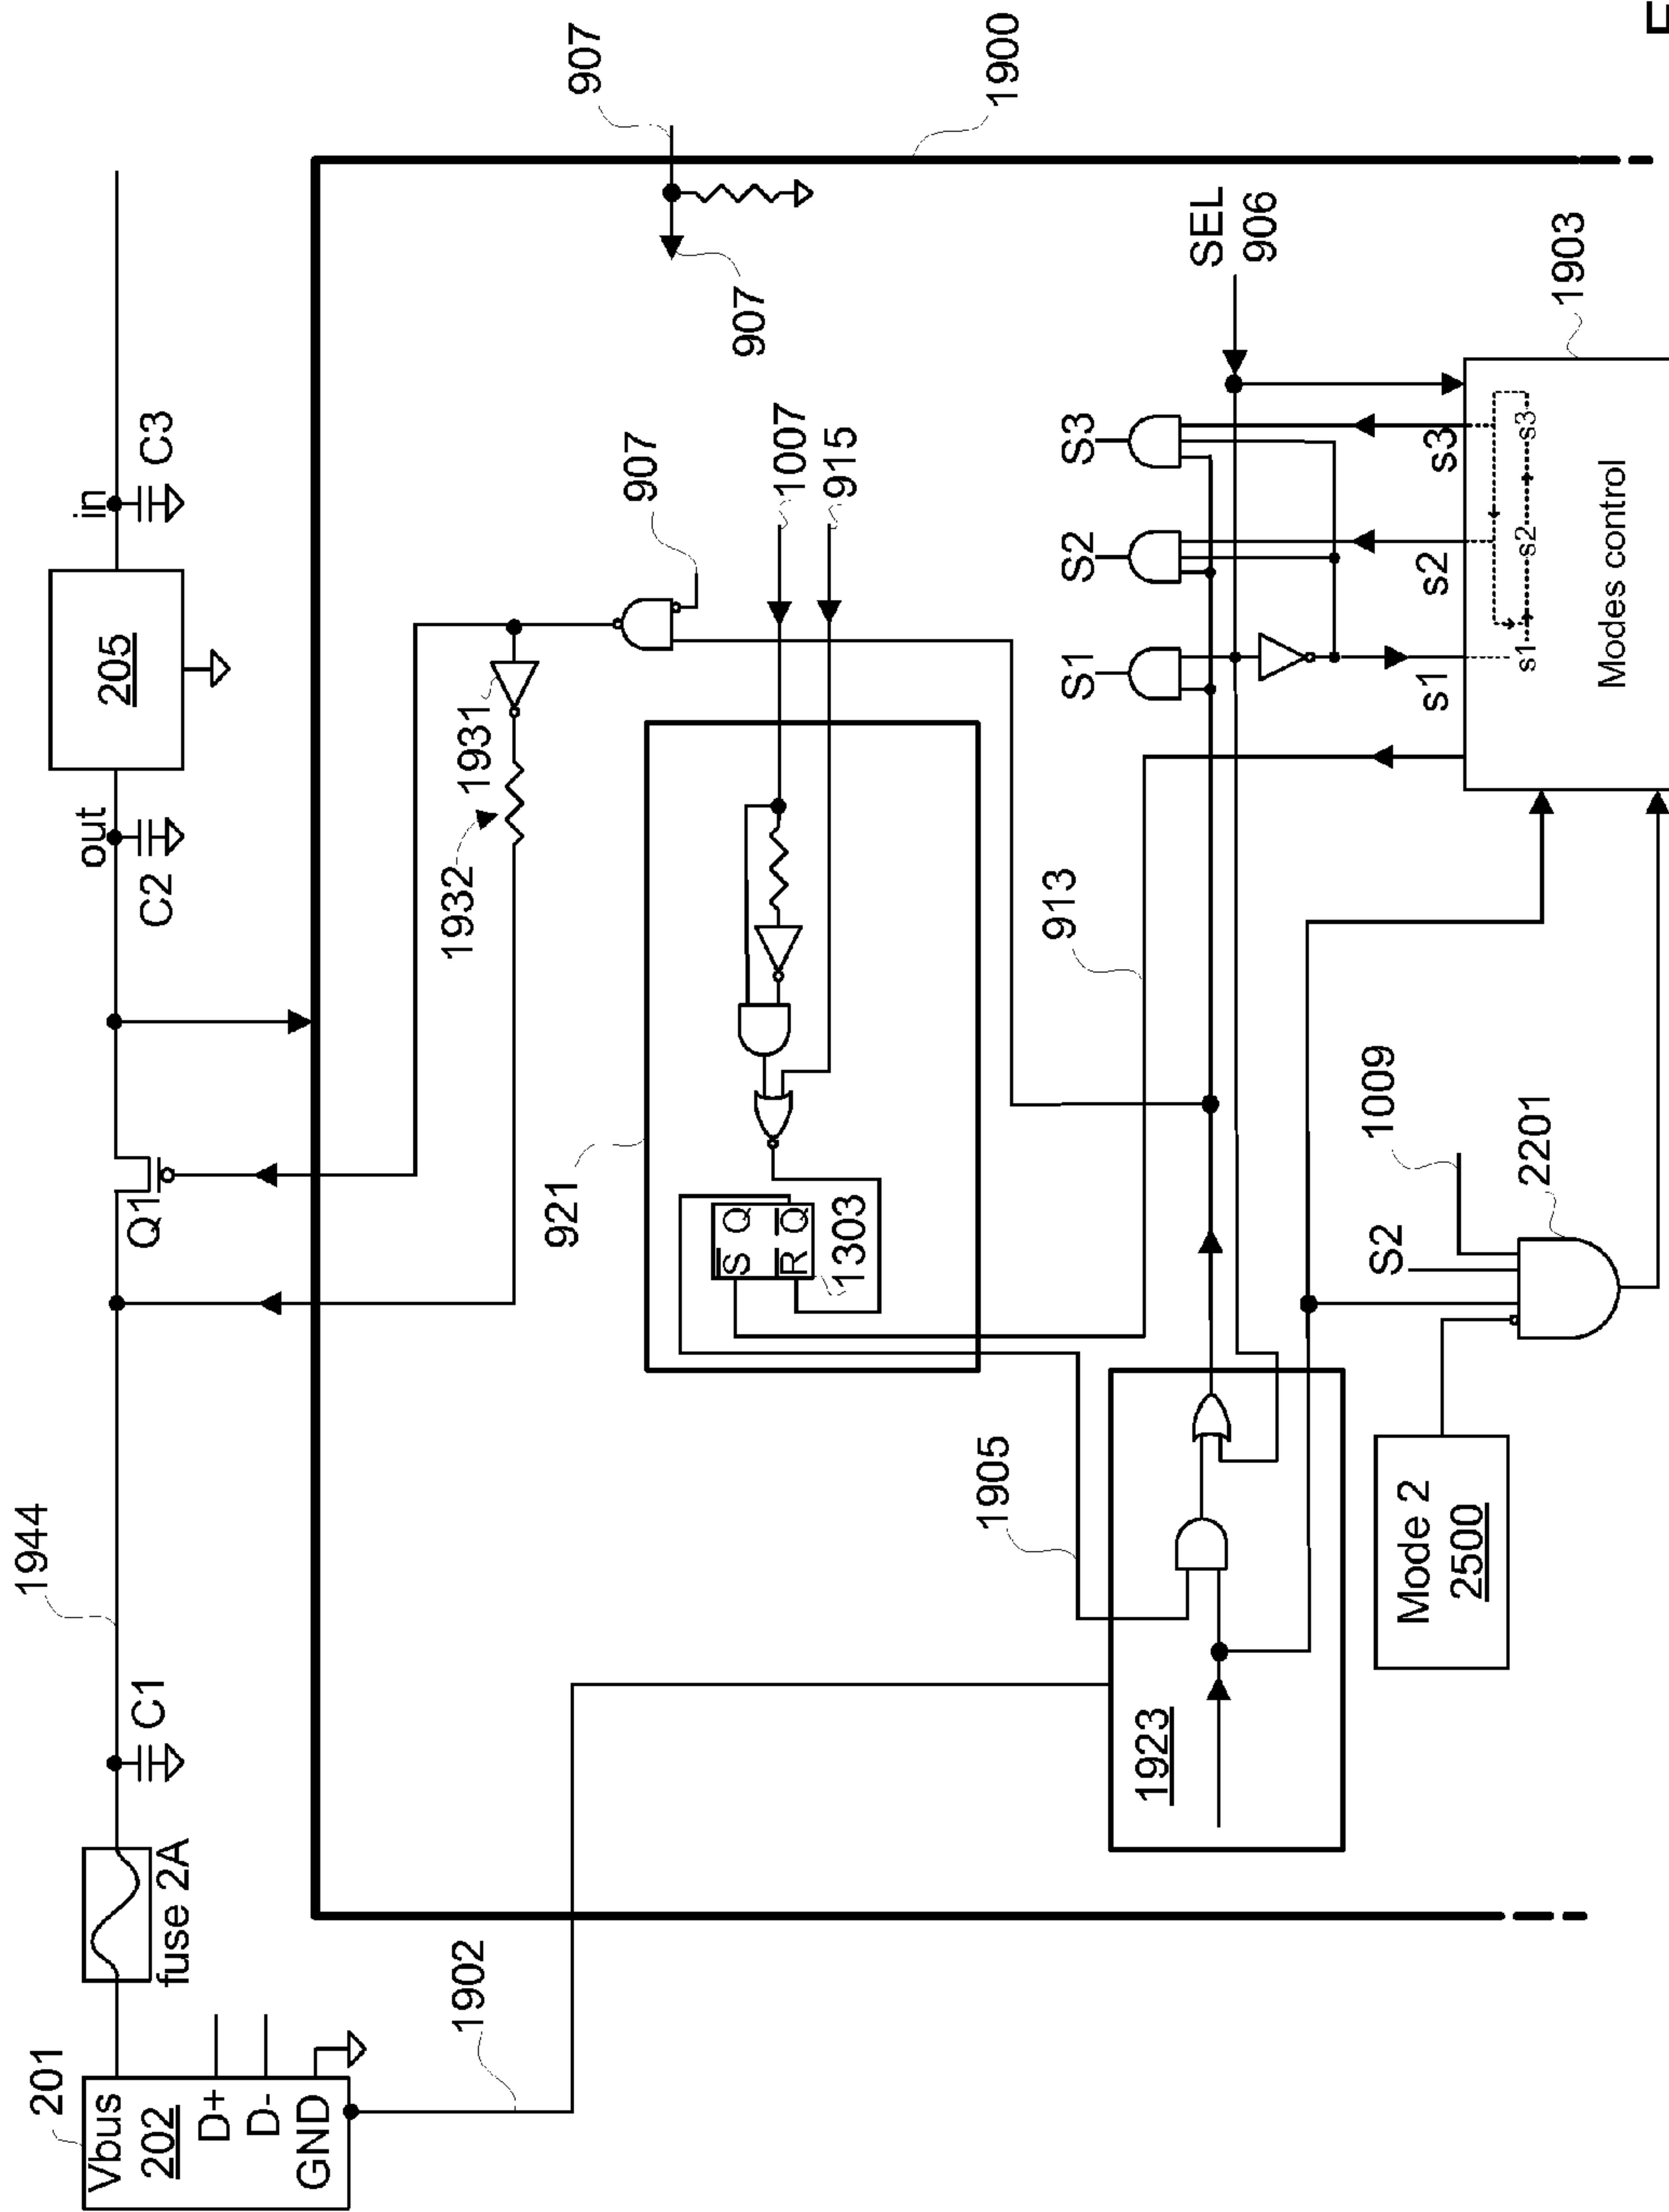 201
Vbus
202
D+
D-
GND
fuse 2A
C1
1944
Q1
out
C2
205
in
C3
1902
1932
1931
907
907
907
1900
921
S Q
R Q
1303
1007
915
913
1905
1923
S1
S2
S3
SEL
906
s1
s2
s3
s1
s2
s3
Modes control
1903
Mode 2
2500
S2
1009
2201